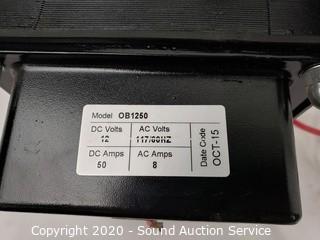 Model OB1250
DC Volts AC Volts
12 117/60HZ
DC Amps AC Amps
50 8
Date Code
OCT-15
Copyright 2020 - Sound Auction Service